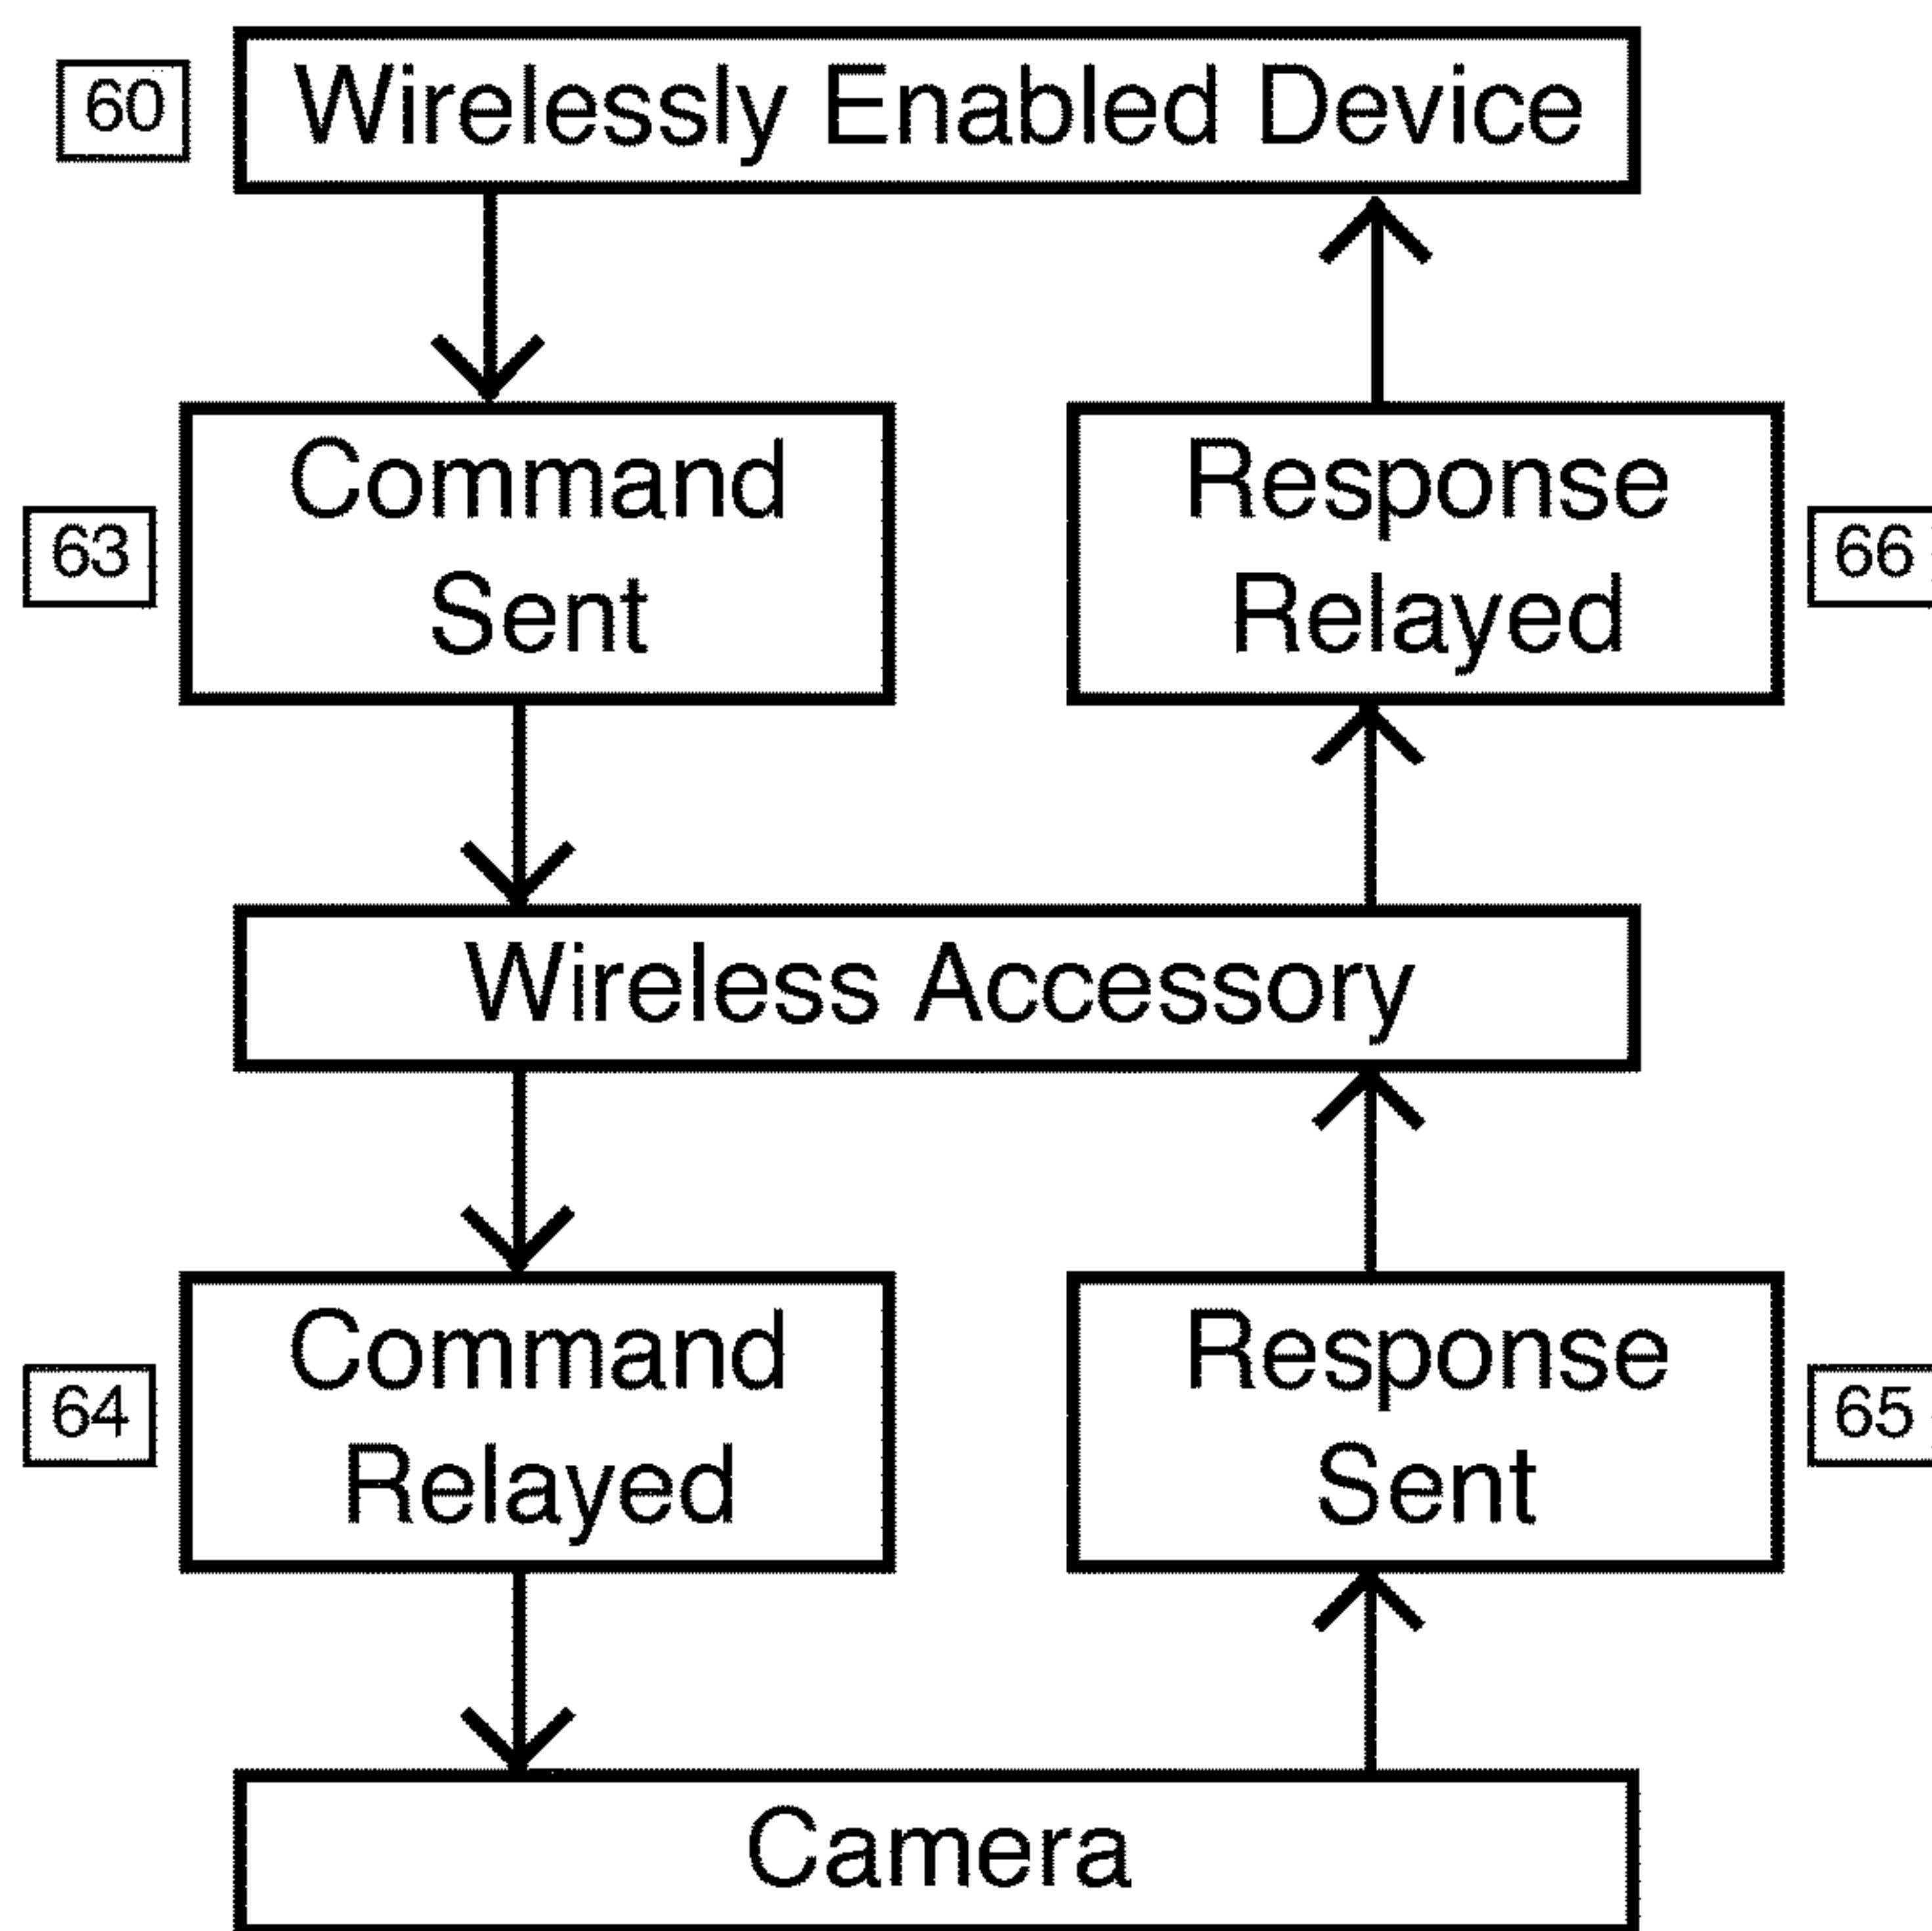 60
Wirelessly Enabled Device
63
Command
Sent
Response
Relayed
66
Wireless Accessory
64
Command
Relayed
Response
Sent
65
Camera